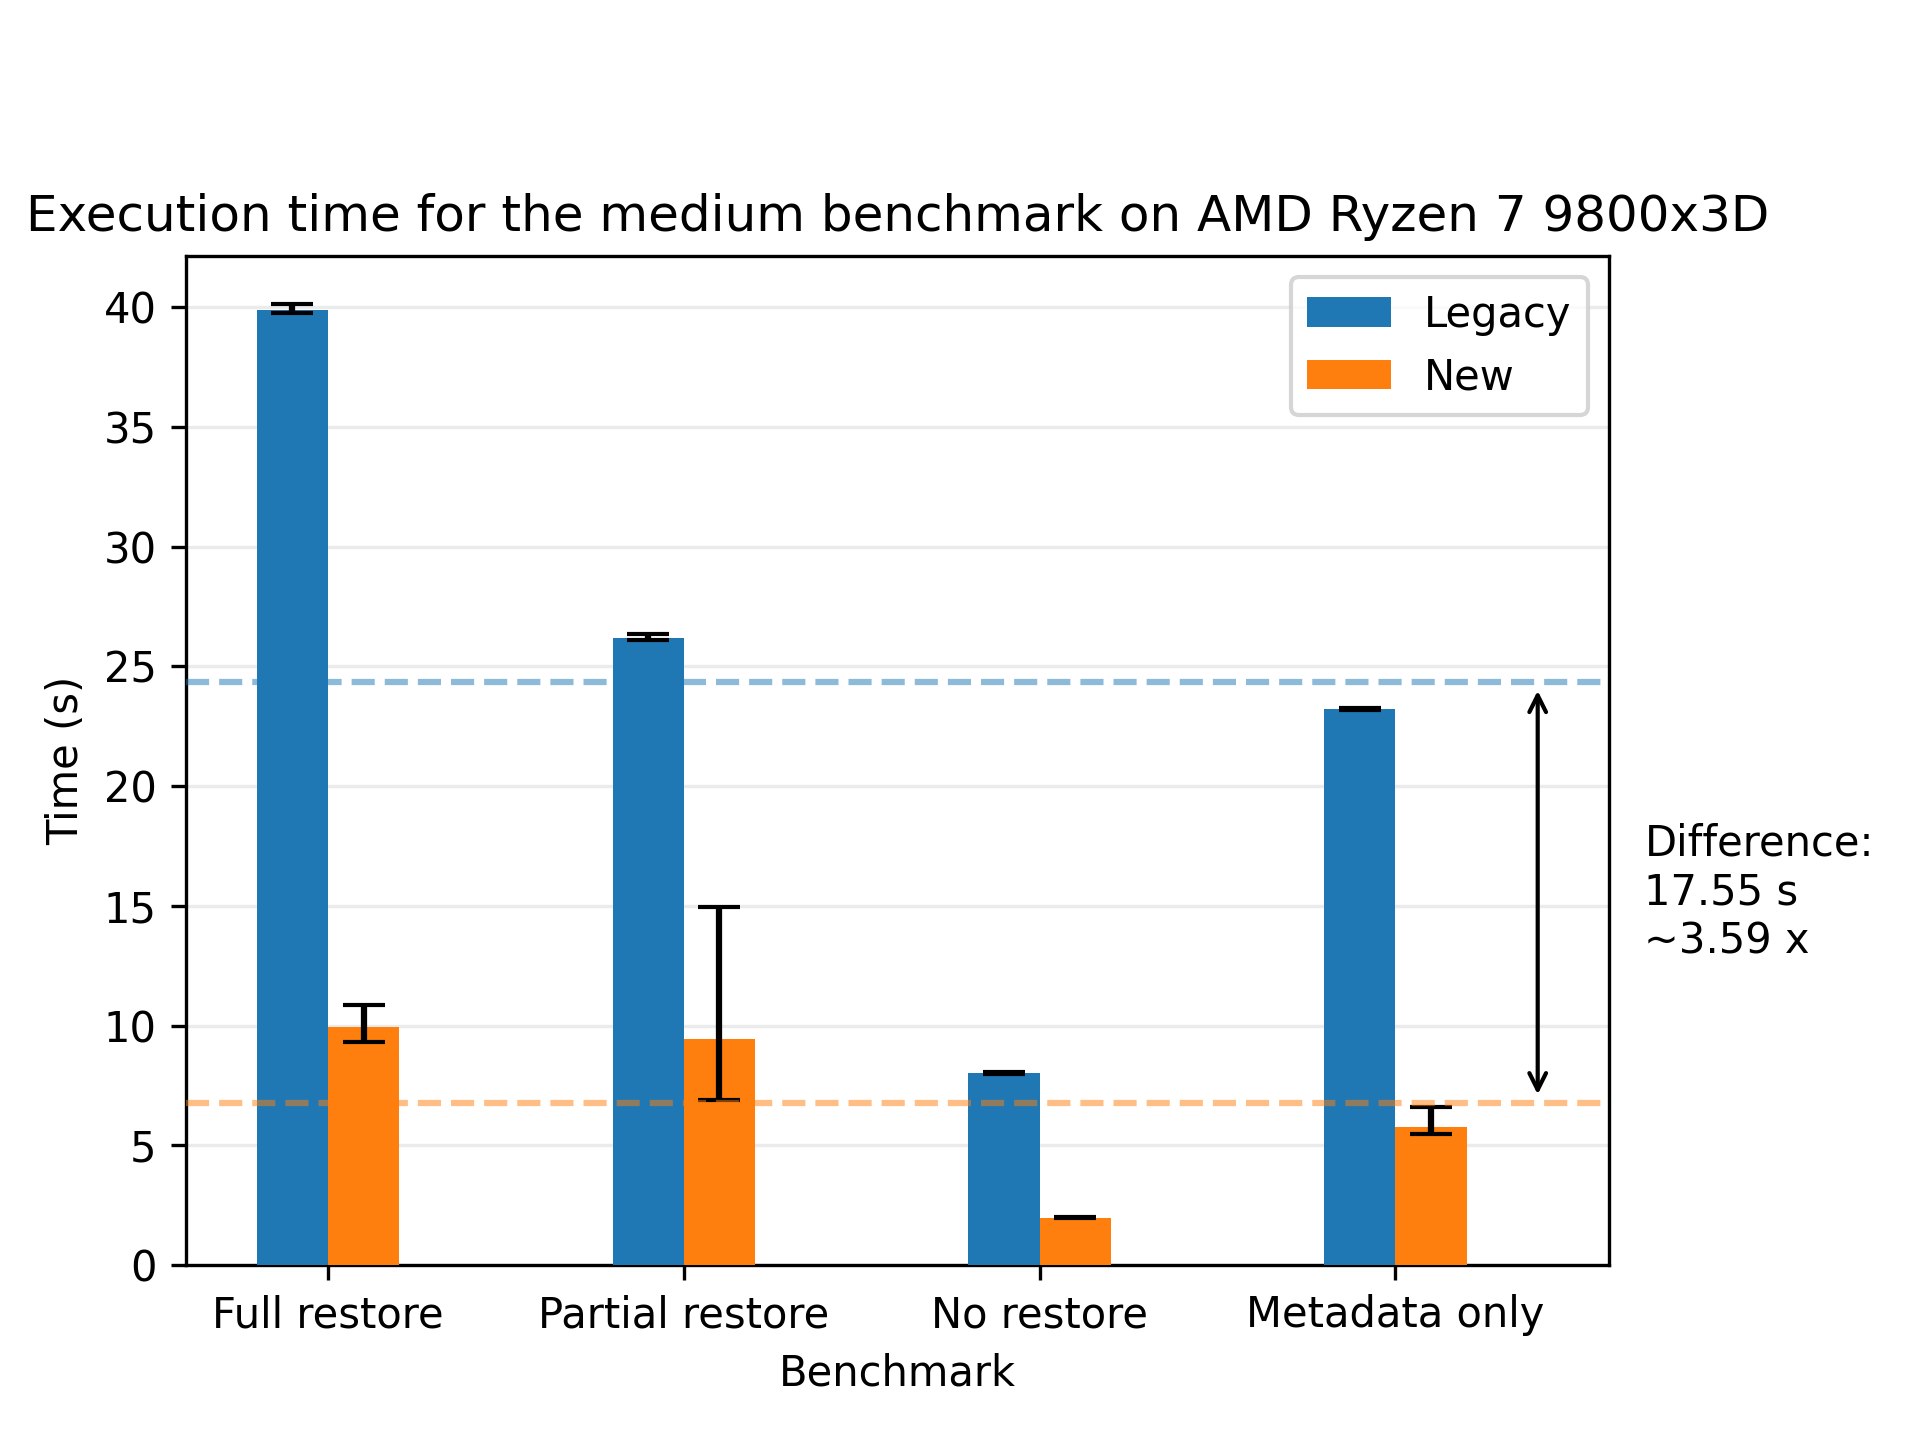 Execution time for the medium benchmark on AMD Ryzen 7 9800x3D
Legacy
New
40
35
30
25
20
15
10
5
0
Time (s)
Difference:
17.55 s
~3.59 x
Full restore
Partial restore
No restore
Metadata only
Benchmark